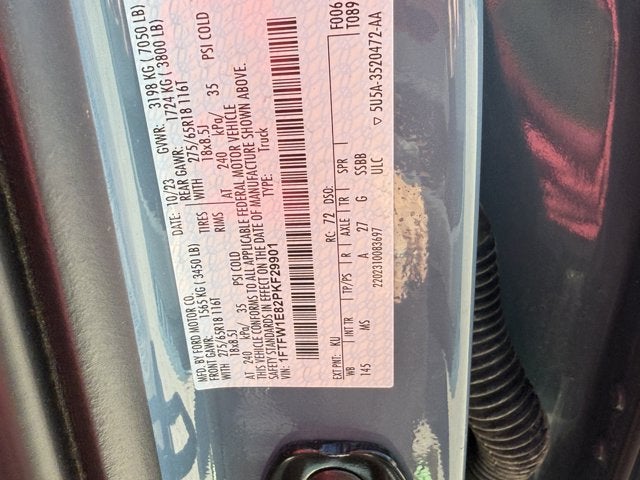 MFD. BY FORD MOTOR CO.
DATE: 10/23 GVWR: 3198 KG ( 7050 LB)
FRONT GAWR: 1565 KG ( 3450 LB) REAR GAWR: 1724 KG ( 3800 LB)
WITH 275/65R18 116T TIRES WITH 275/65R18 116T
18x8.5J RIMS 18x8.5J
AT 240 kPa/ 35 PSI COLD AT 240 kPa/ 35 PSI COLD
THIS VEHICLE CONFORMS TO ALL APPLICABLE FEDERAL MOTOR VEHICLE
SAFETY STANDARDS IN EFFECT ON THE DATE OF MANUFACTURE SHOWN ABOVE.
VIN: 1FTFW1E82PKF29901 TYPE: Truck
F006
T089
EXT PNT: KU RC: 72 DSO:
WB INT TR TP/PS R AXLE TR SPR
145 MS A 27 G 5SBB
2202310083697 ULC ▽ 5U5A-3520472-AA